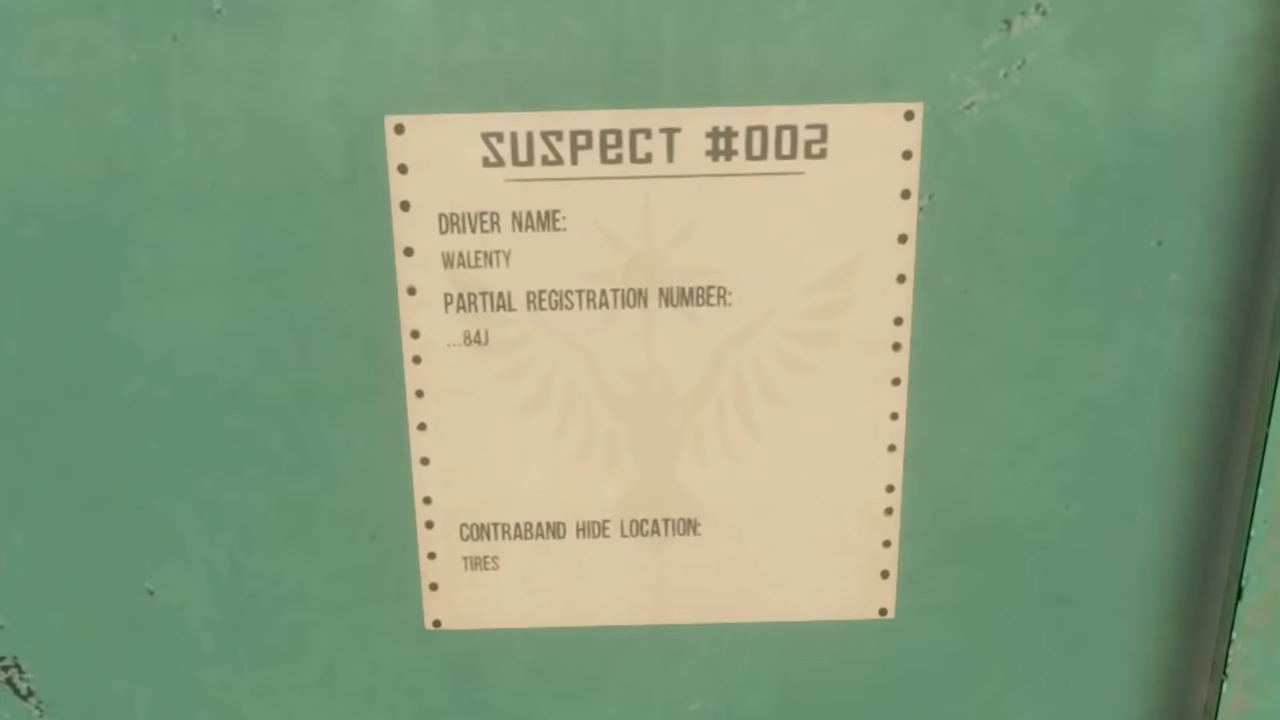 SUSPECT #002
DRIVER NAME:
WALENTY
PARTIAL REGISTRATION NUMBER:
...84J
CONTRABAND HIDE LOCATION:
TIRES